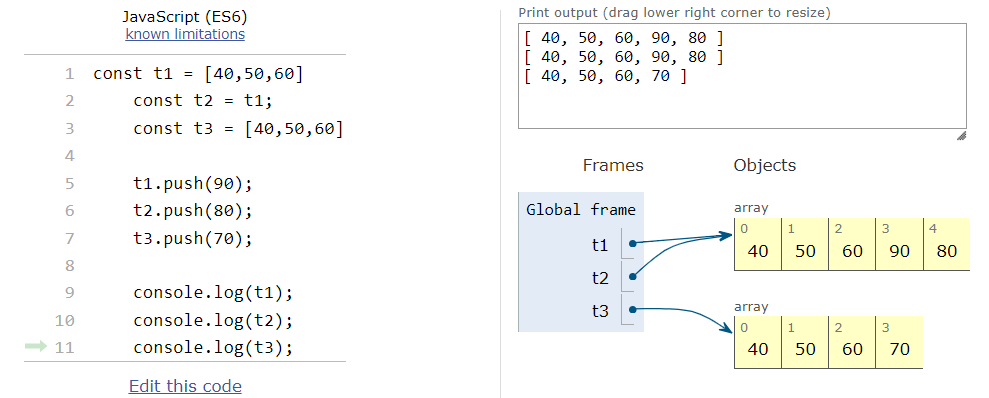 JavaScript (ES6)
known limitations
1 const t1 = [40,50,60]
2 const t2 = t1;
3 const t3 = [40,50,60]
4
5 t1.push(90);
6 t2.push(80);
7 t3.push(70);
8
9 console.log(t1);
10 console.log(t2);
11 console.log(t3);
Edit this code
Print output (drag lower right corner to resize)
[ 40, 50, 60, 90, 80 ]
[ 40, 50, 60, 90, 80 ]
[ 40, 50, 60, 70 ]
Frames Objects
Global frame
t1
t2
t3
array
0 1 2 3 4
40 50 60 90 80
array
0 1 2 3
40 50 60 70